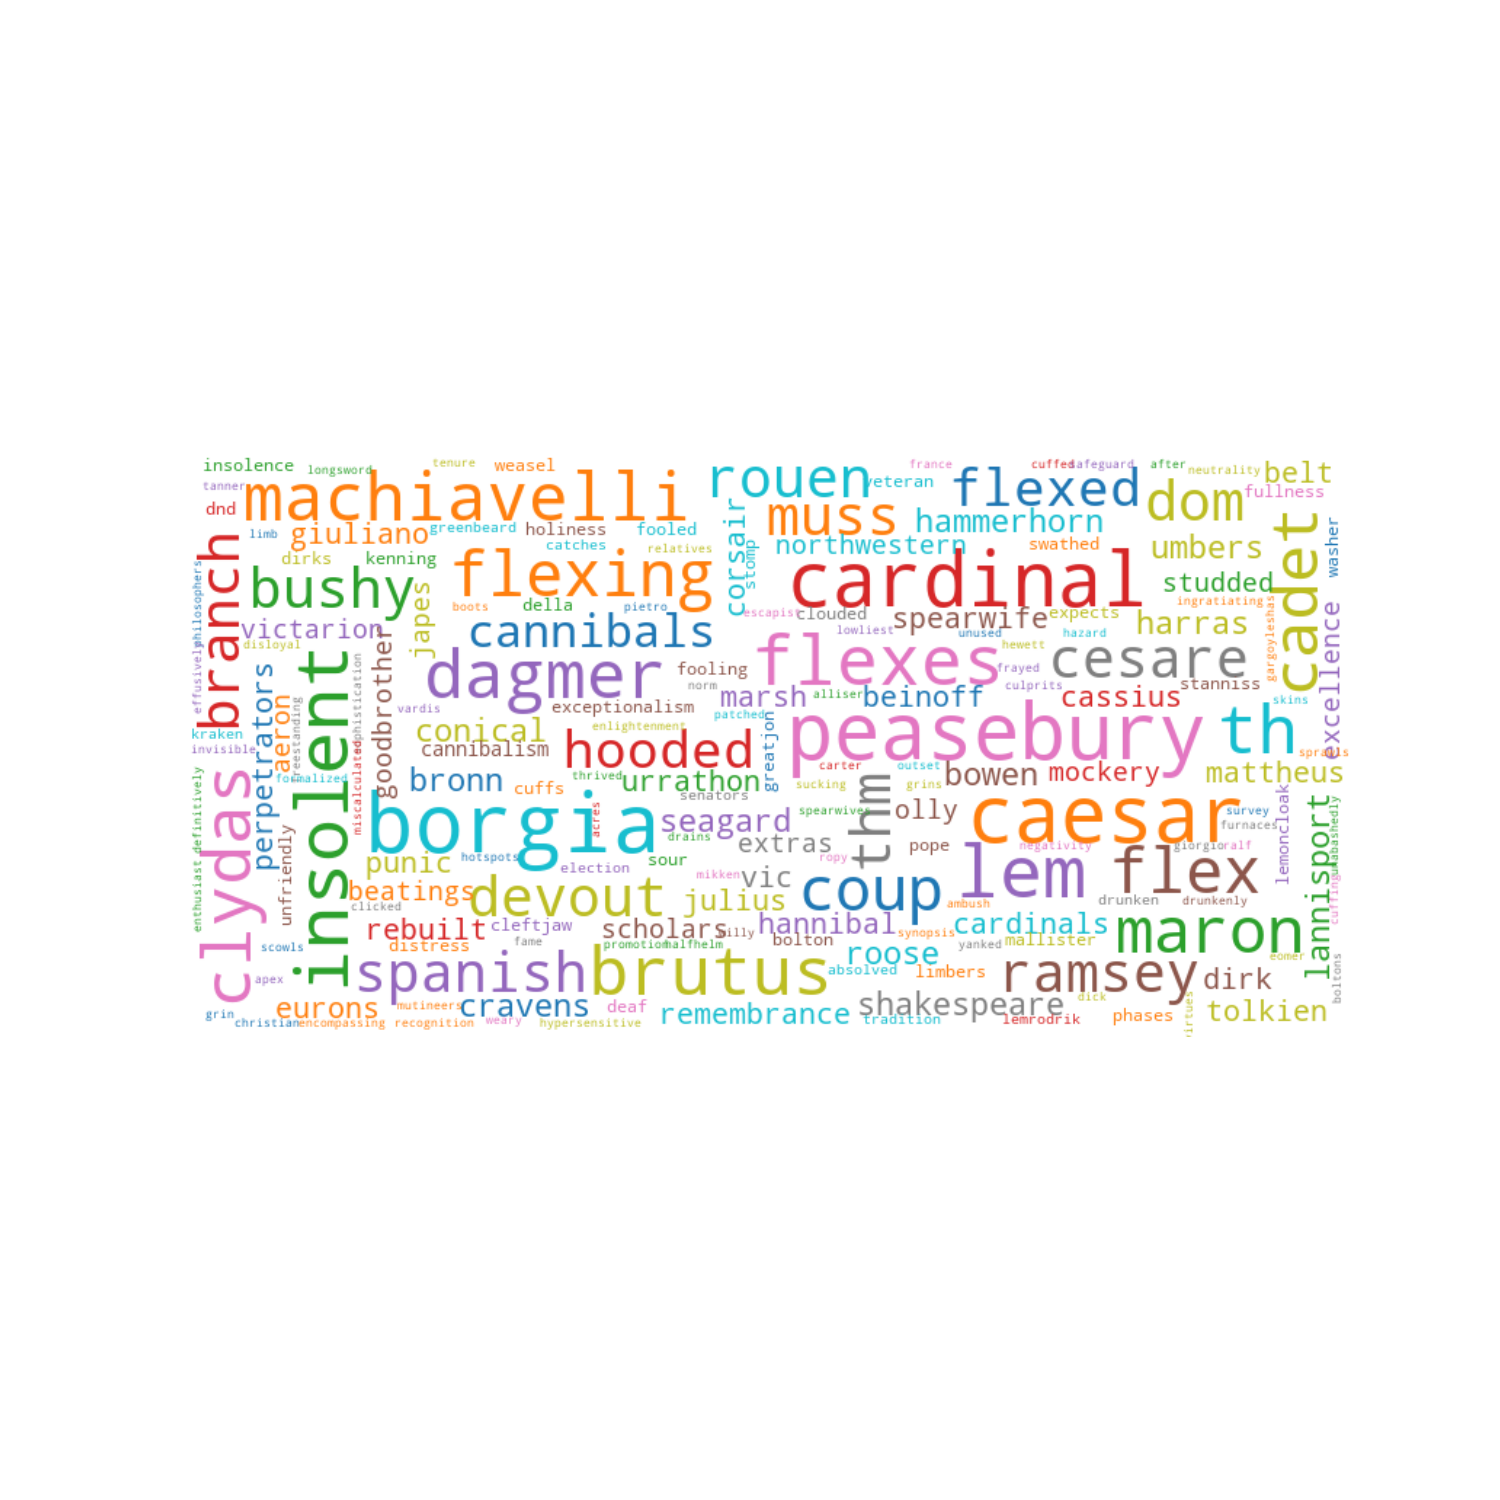 insolence
longsword
tenure
weasel
rouen
france
cuffed
safeguard
after
neutrality
belt
tanner
machiavelli
veteran
flexed
dom
fullness
dnd
muss
hammerhorn
limb
giuliano
greenbeard
holiness
fooled
corsair
cadet
washer
branch
dirks
kenning
catches
relatives
stomp
northwestern
swathed
umbers
philosophers
bushy
japes
flexing
cardinal
studded
boots
della
pietro
escapist
clouded
spearwife
expects
ingratiating
gargoyleshas
victarion
cannibals
lowliest
unused
hazard
harras
excellence
effusively
disloyal
goodbrother
dagmer
fooling
flexes
hewett
cesare
insolent
sophistication
norm
frayed
culprits
stanniss
perpetrators
aeron
freestanding
vardis
exceptionalism
marsh
alliser
beinoff
cassius
skins
kraken
conical
enlightenment
patched
peasebury
th
invisible
cannibalism
hooded
greatjon
sprawls
formalized
miscalculated
bronn
cuffs
thrived
urrathon
carter
outset
bowen
mockery
mattheus
clydas
borgia
senators
sucking
grins
thm
caesar
lemoncloak
definitively
acres
seagard
spearwives
olly
survey
lannisport
unabashedly
unfriendly
drains
extras
furnaces
punic
hotspots
election
sour
ropy
pope
negativity
giorgio
ralf
enthusiast
beatings
devout
mikken
vic
coup
lem
flex
cuffing
clicked
julius
ambush
drunken
drunkenly
rebuilt
cleftjaw
scholars
billy
hannibal
synopsis
cardinals
maron
scowls
distress
fame
promotion
halfhelm
bolton
roose
yanked
mallister
eomer
apex
spanish
brutus
absolved
limbers
ramsey
dirk
boltons
grin
eurons
mutineers
cravens
deaf
remembrance
shakespeare
dick
phases
virtues
tolkien
christian
encompassing
recognition
weary
hypersensitive
tradition
lemrodrik